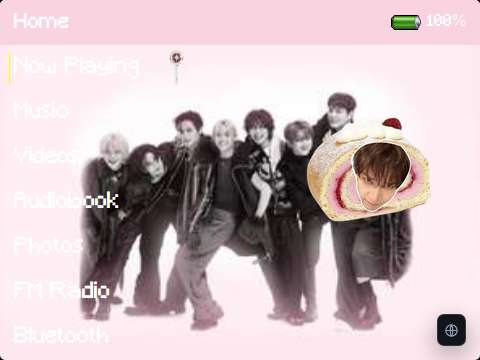 Home
100%
Now Playing
Music
Videos
Audiobook
Photos
FM Radio
Bluetooth